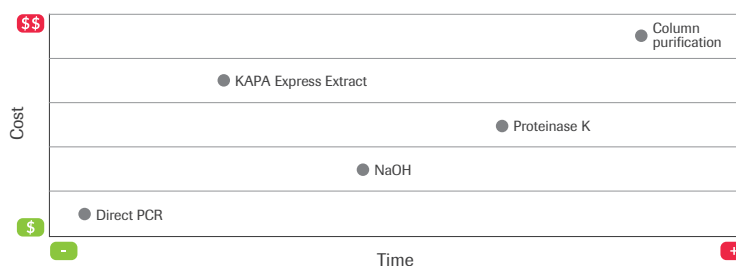 $$
Column
purification
KAPA Express Extract
Cost
Proteinase K
NaOH
Direct PCR
$
-
Time
+